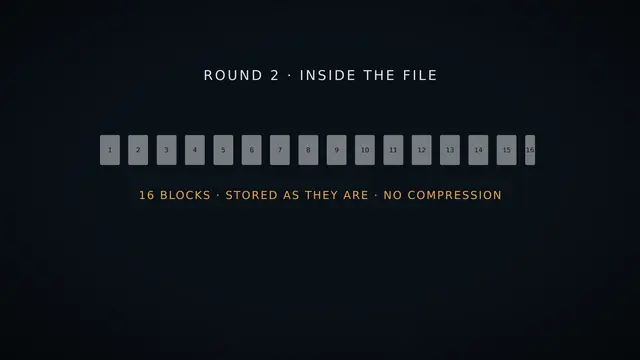 ROUND 2 · INSIDE THE FILE
1 2 3 4 5 6 7 8 9 10 11 12 13 14 15 16
16 BLOCKS · STORED AS THEY ARE · NO COMPRESSION